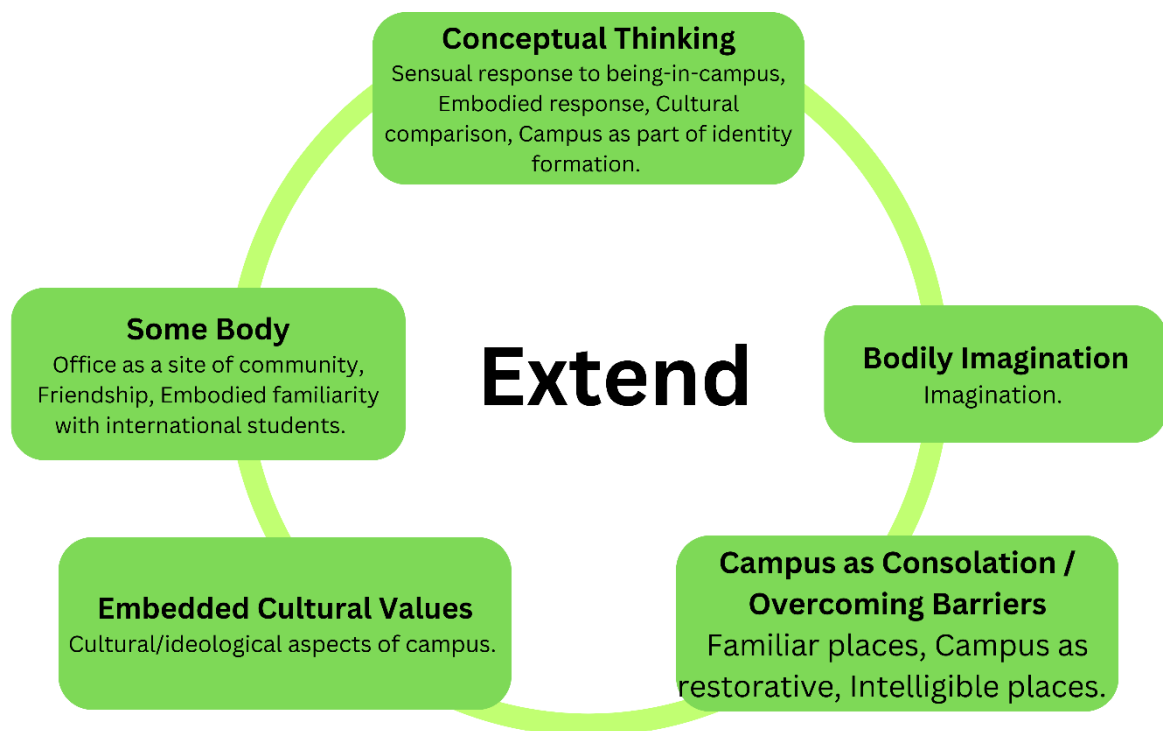 Conceptual Thinking
Sensual response to being-in-campus,
Embodied response, Cultural
comparison, Campus as part of identity
formation.
Some Body
Office as a site of community,
Friendship, Embodied familiarity
with international students.
Extend
Bodily Imagination
Imagination.
Embedded Cultural Values
Cultural/ideological aspects of campus.
Campus as Consolation /
Overcoming Barriers
Familiar places, Campus as
restorative, Intelligible places.